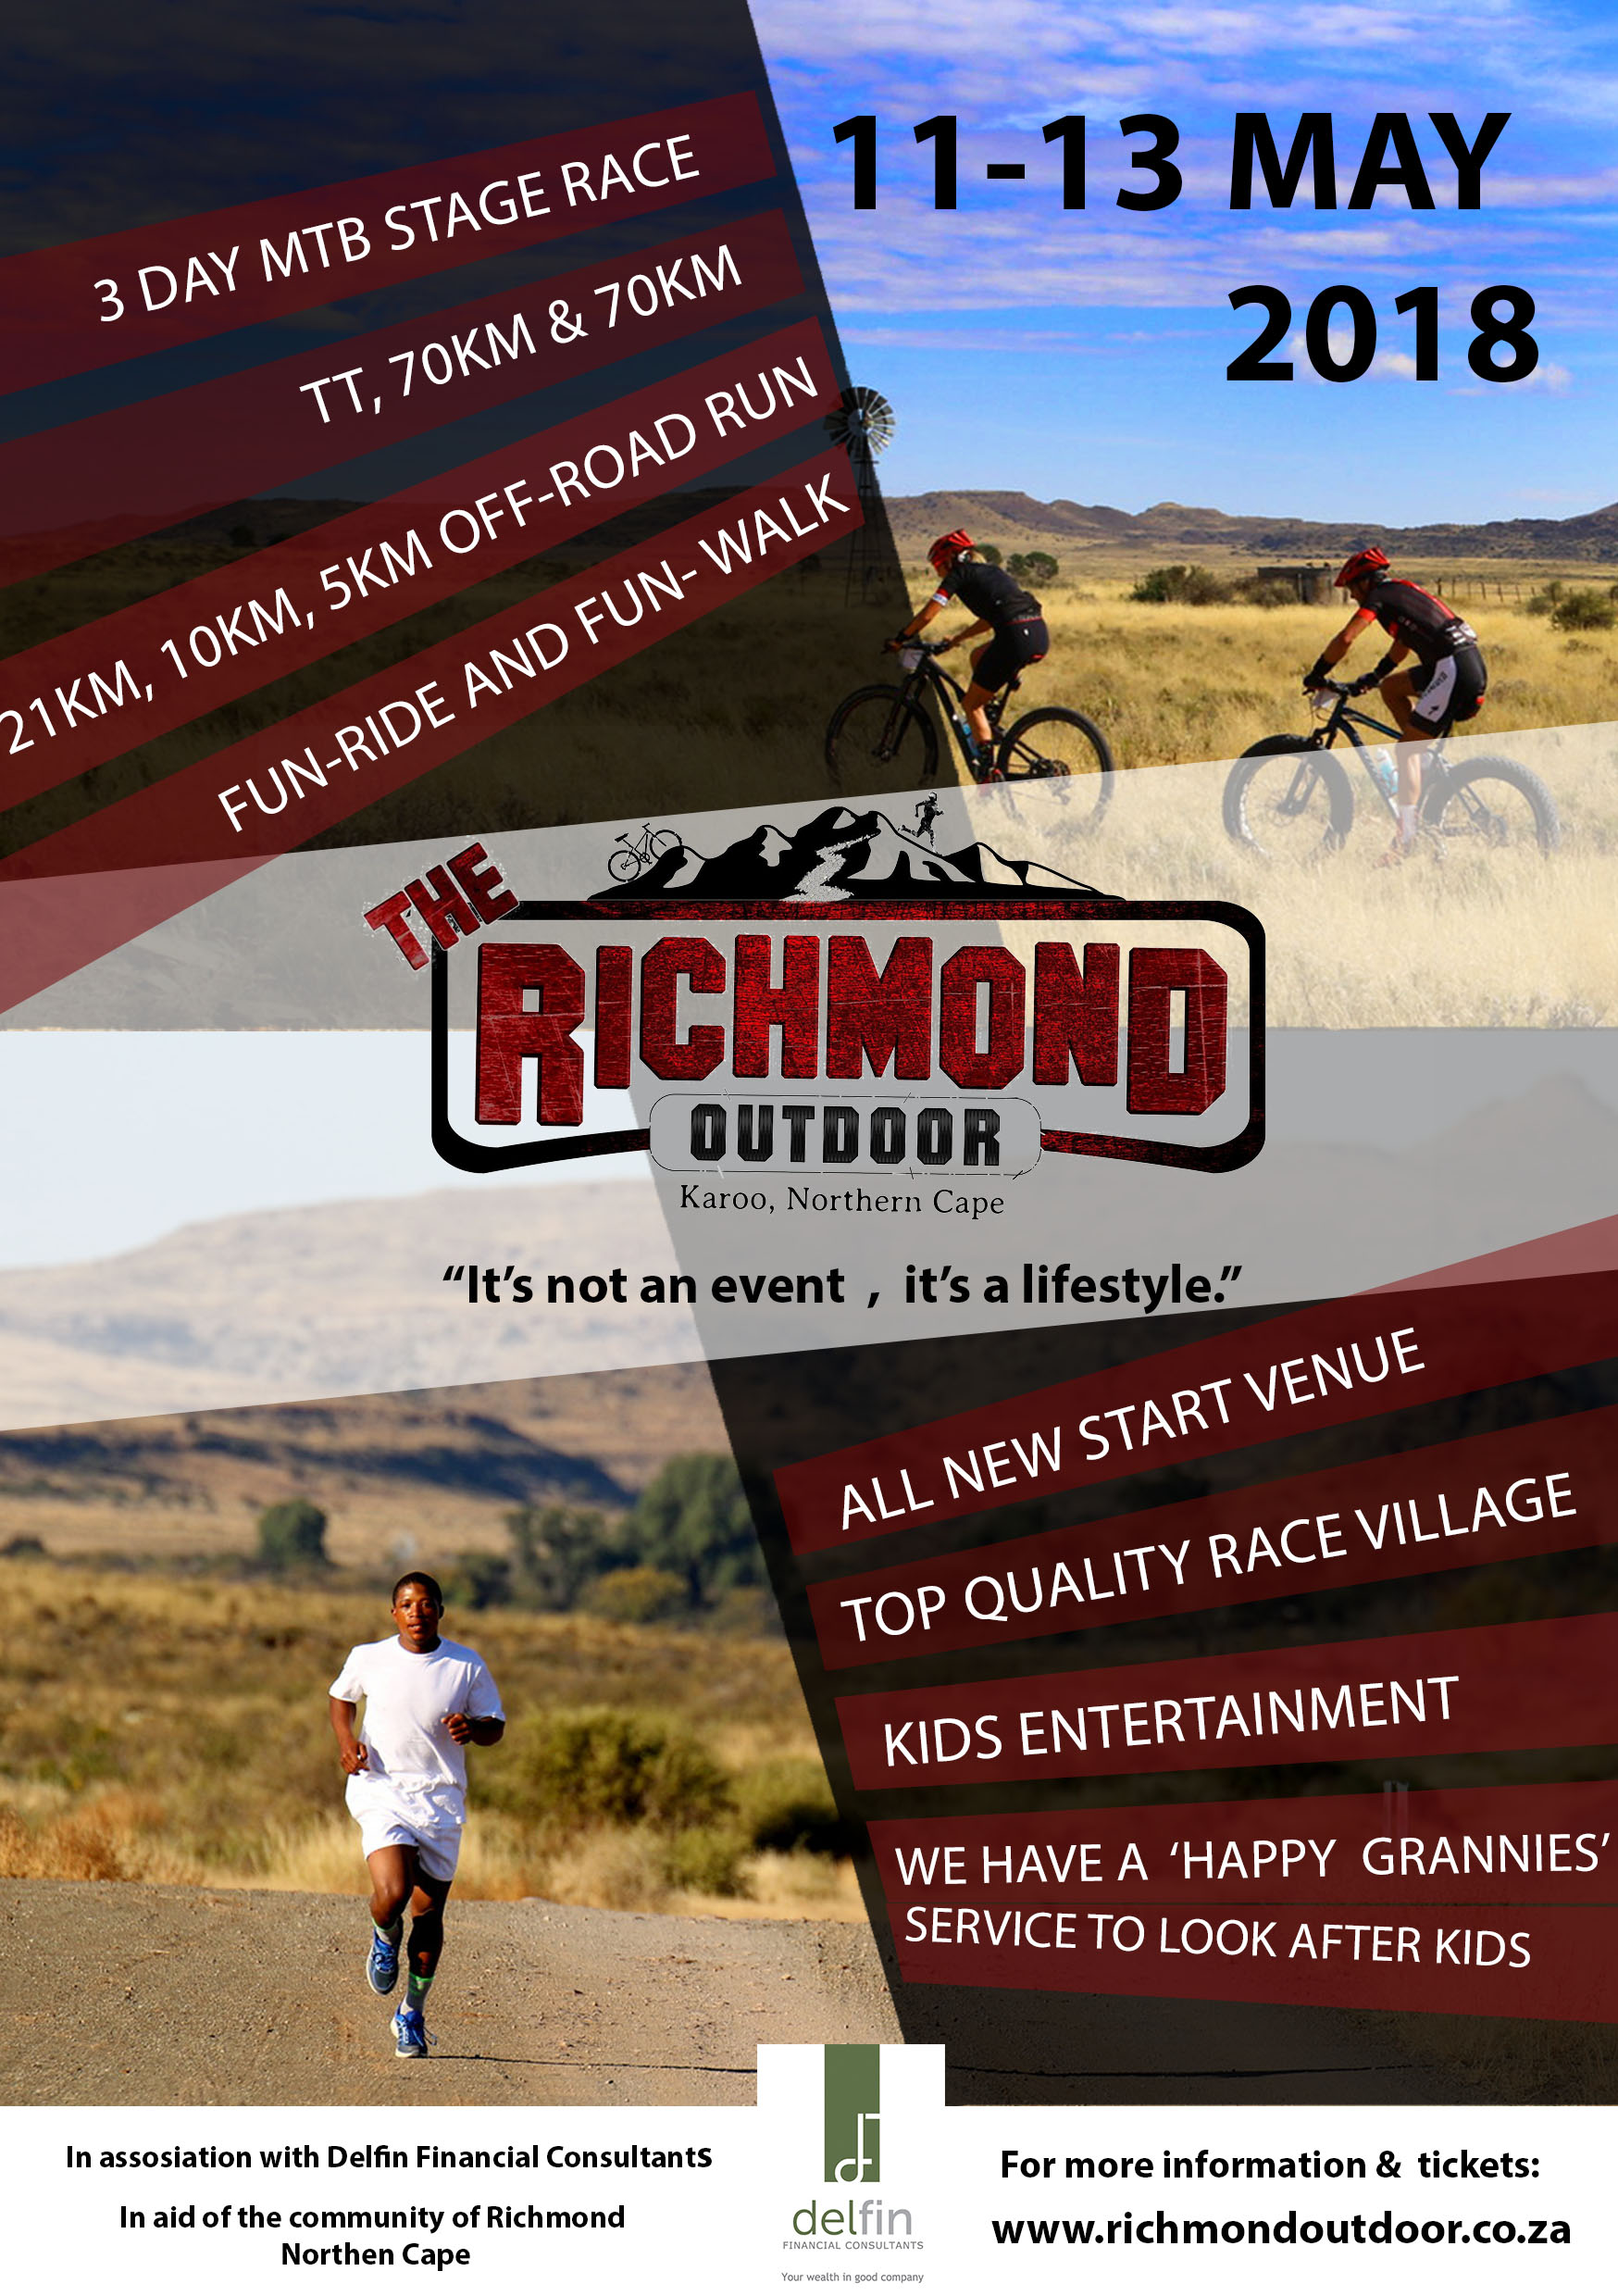 11-13 MAY
2018
3 DAY MTB STAGE RACE
TT, 70KM & 70KM
21KM, 10KM, 5KM OFF-ROAD RUN
FUN-RIDE AND FUN- WALK
THE
RICHMOND
OUTDOOR
Karoo, Northern Cape
“It’s not an event , it’s a lifestyle.”
ALL NEW START VENUE
TOP QUALITY RACE VILLAGE
KIDS ENTERTAINMENT
WE HAVE A ‘HAPPY GRANNIES’
SERVICE TO LOOK AFTER KIDS
In assosiation with Delfin Financial Consultants
In aid of the community of Richmond
Northen Cape
delfin
FINANCIAL CONSULTANTS
Your wealth in good company
For more information & tickets:
www.richmondoutdoor.co.za